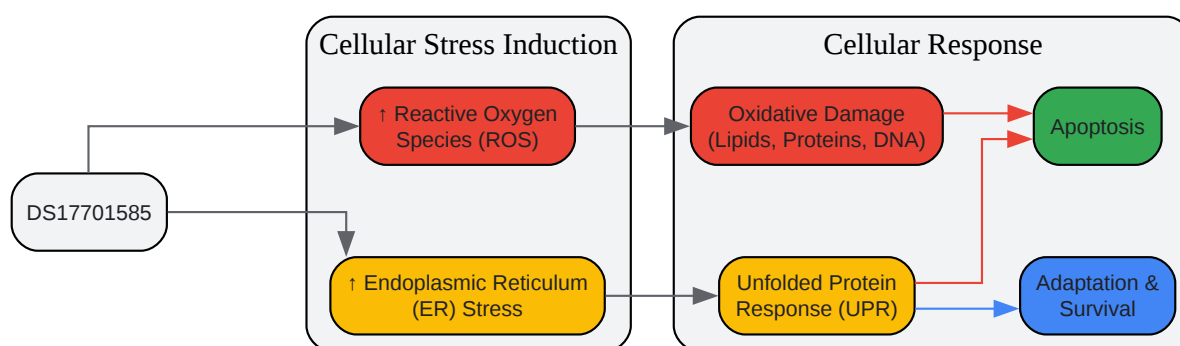 Cellular Stress Induction
Cellular Response
↑ Reactive Oxygen
Species (ROS)
Oxidative Damage
(Lipids, Proteins, DNA)
Apoptosis
DS17701585
↑ Endoplasmic Reticulum
(ER) Stress
Unfolded Protein
Response (UPR)
Adaptation &
Survival